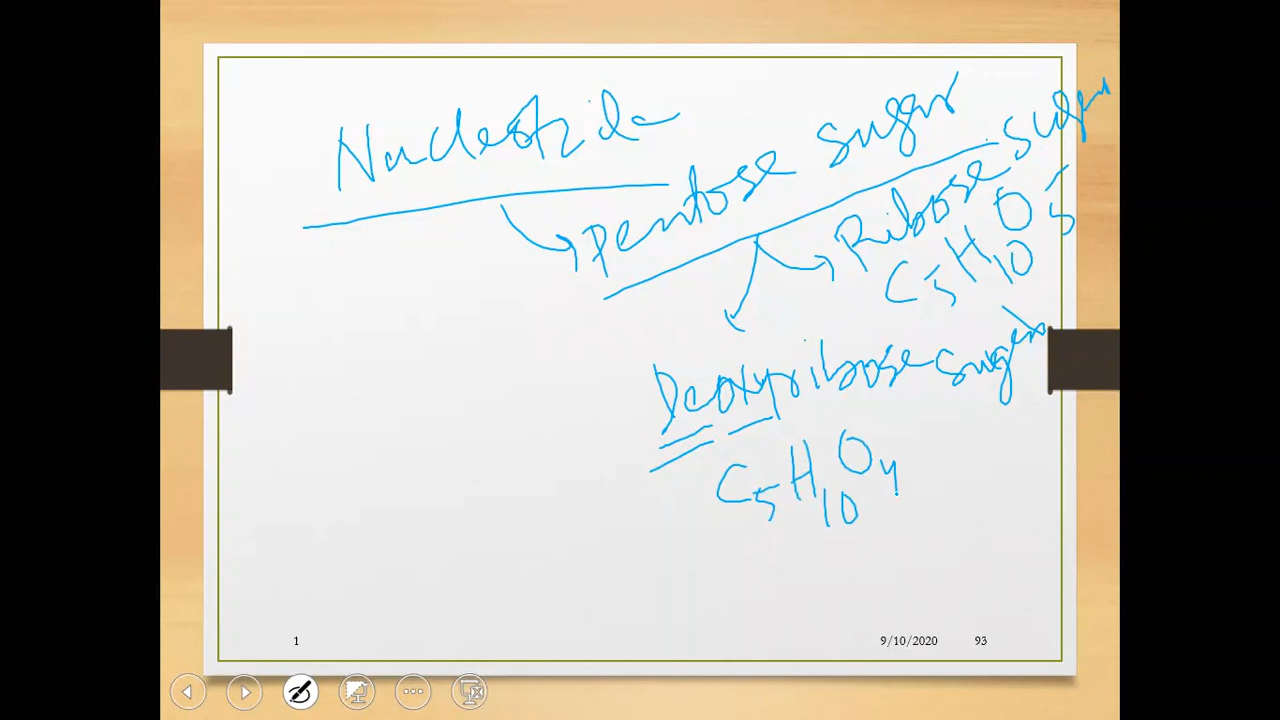 Nucleotide
Pentose sugar
Ribose sugar
C5H10O5
Deoxyribose sugar
C5H10O4
1
9/10/2020
93